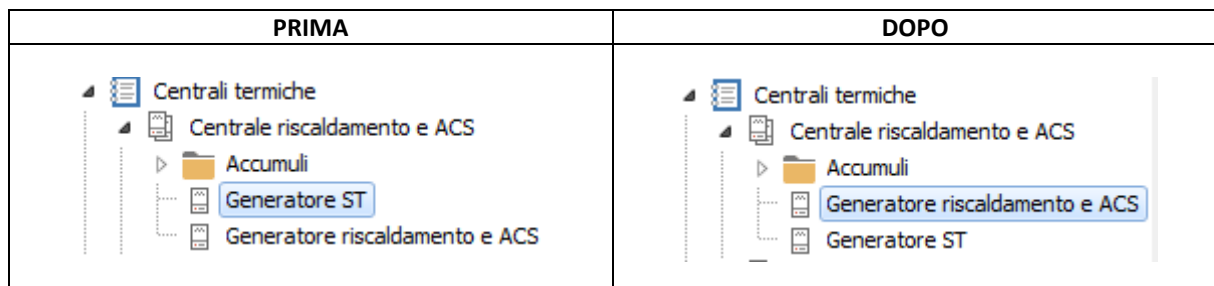 PRIMA
DOPO
Centrali termiche
Centrale riscaldamento e ACS
Accumuli
Generatore ST
Generatore riscaldamento e ACS
Centrali termiche
Centrale riscaldamento e ACS
Accumuli
Generatore riscaldamento e ACS
Generatore ST